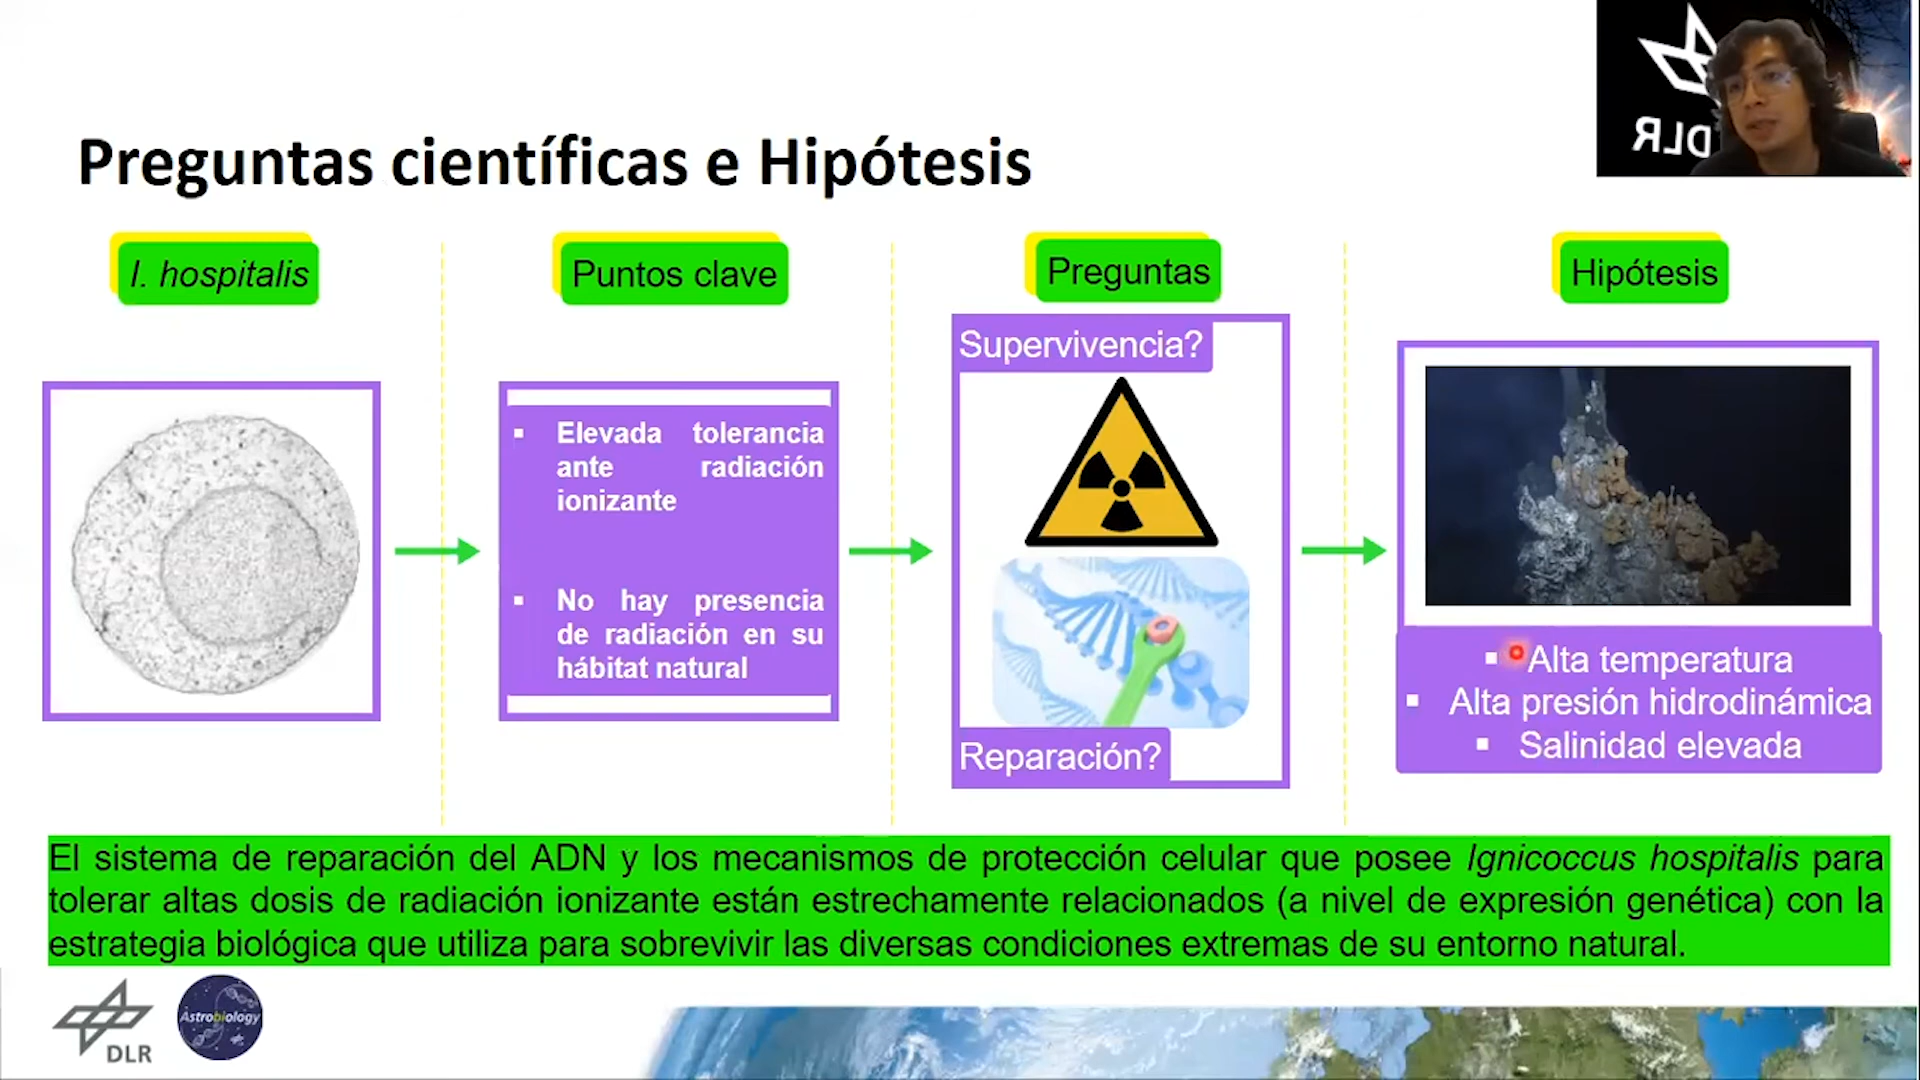 DLR
Preguntas científicas e Hipótesis
I. hospitalis
Puntos clave
Preguntas
Hipótesis
▪ Elevada tolerancia
ante radiación
ionizante
▪ No hay presencia
de radiación en su
hábitat natural
Supervivencia?
Reparación?
▪ Alta temperatura
▪ Alta presión hidrodinámica
▪ Salinidad elevada
El sistema de reparación del ADN y los mecanismos de protección celular que posee Ignicoccus hospitalis para
tolerar altas dosis de radiación ionizante están estrechamente relacionados (a nivel de expresión genética) con la
estrategia biológica que utiliza para sobrevivir las diversas condiciones extremas de su entorno natural.
DLR
Astrobiology